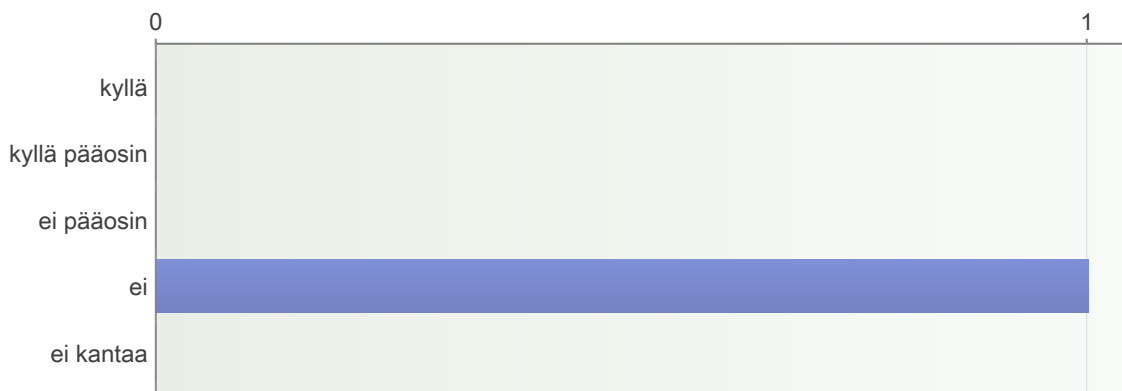 0 1
kyllä
kyllä pääosin
ei pääosin
ei
ei kantaa